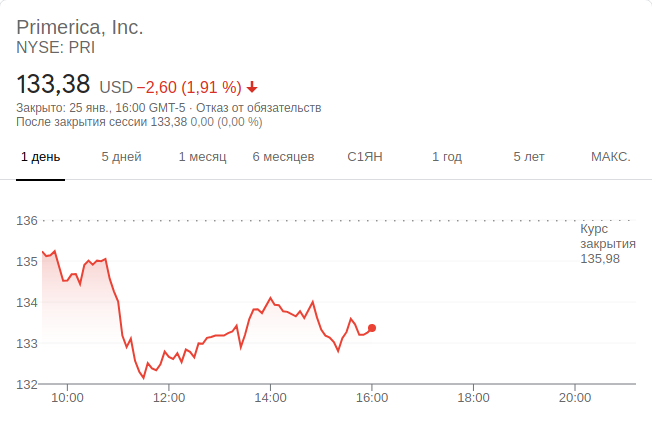 Primerica, Inc.
NYSE: PRI
133,38 USD −2,60 (1,91 %)
Закрыто: 25 янв., 16:00 GMT-5 · Отказ от обязательств
После закрытия сессии 133,38 0,00 (0,00 %)
1 день 5 дней 1 месяц 6 месяцев С1ЯН 1 год 5 лет МАКС.
136
Курс
закрытия
135,98
135
134
133
132
10:00 12:00 14:00 16:00 18:00 20:00